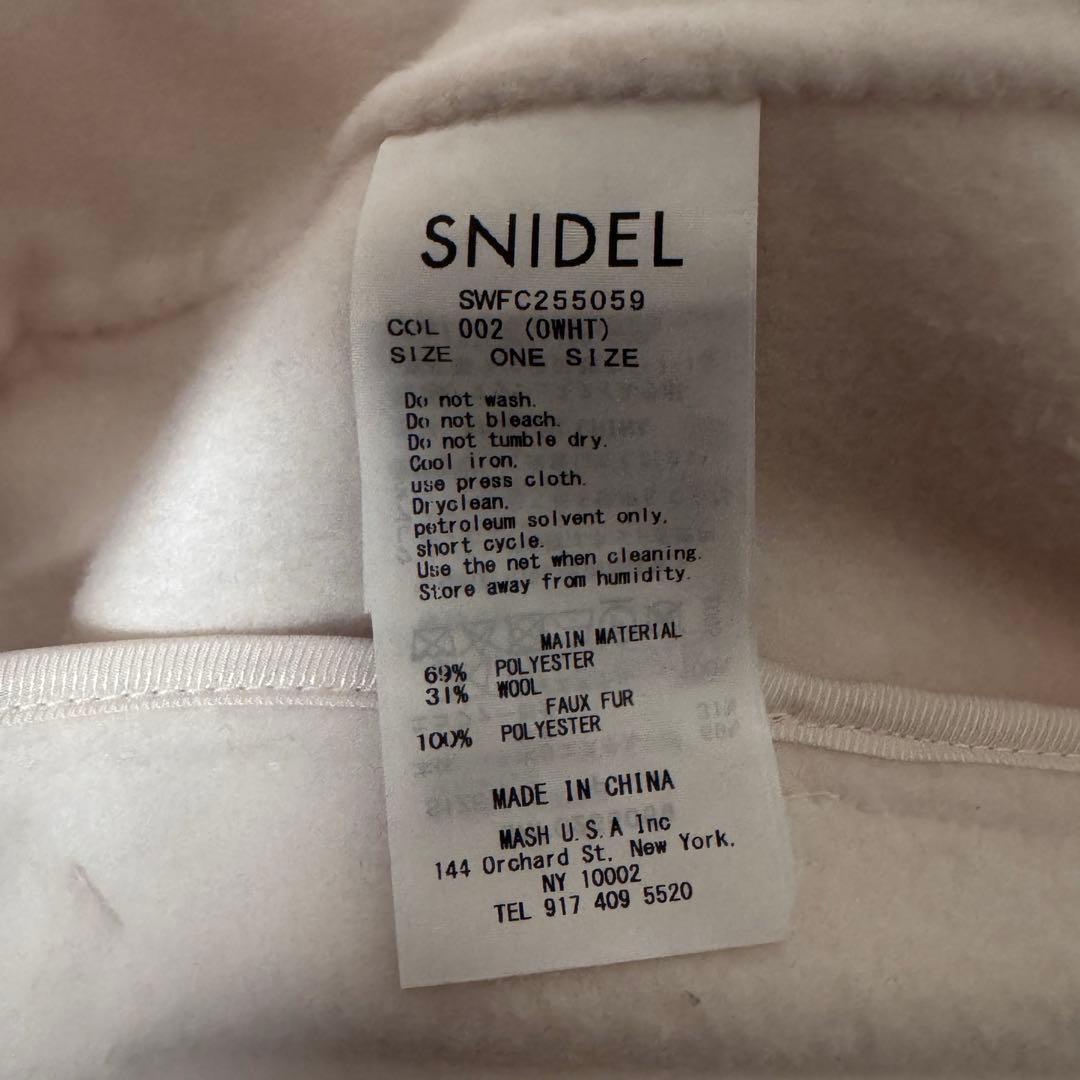 SNIDEL
SWFC255059
COL 002 (OWHT)
SIZE ONE SIZE
Do not wash.
Do not bleach.
Do not tumble dry.
Cool iron.
use press cloth.
Dryclean.
petroleum solvent only.
short cycle.
Use the net when cleaning.
Store away from humidity.
MAIN MATERIAL
69% POLYESTER
31% WOOL
FAUX FUR
100% POLYESTER
MADE IN CHINA
MASH U.S.A Inc
144 Orchard St. New York.
NY 10002
TEL 917 409 5520